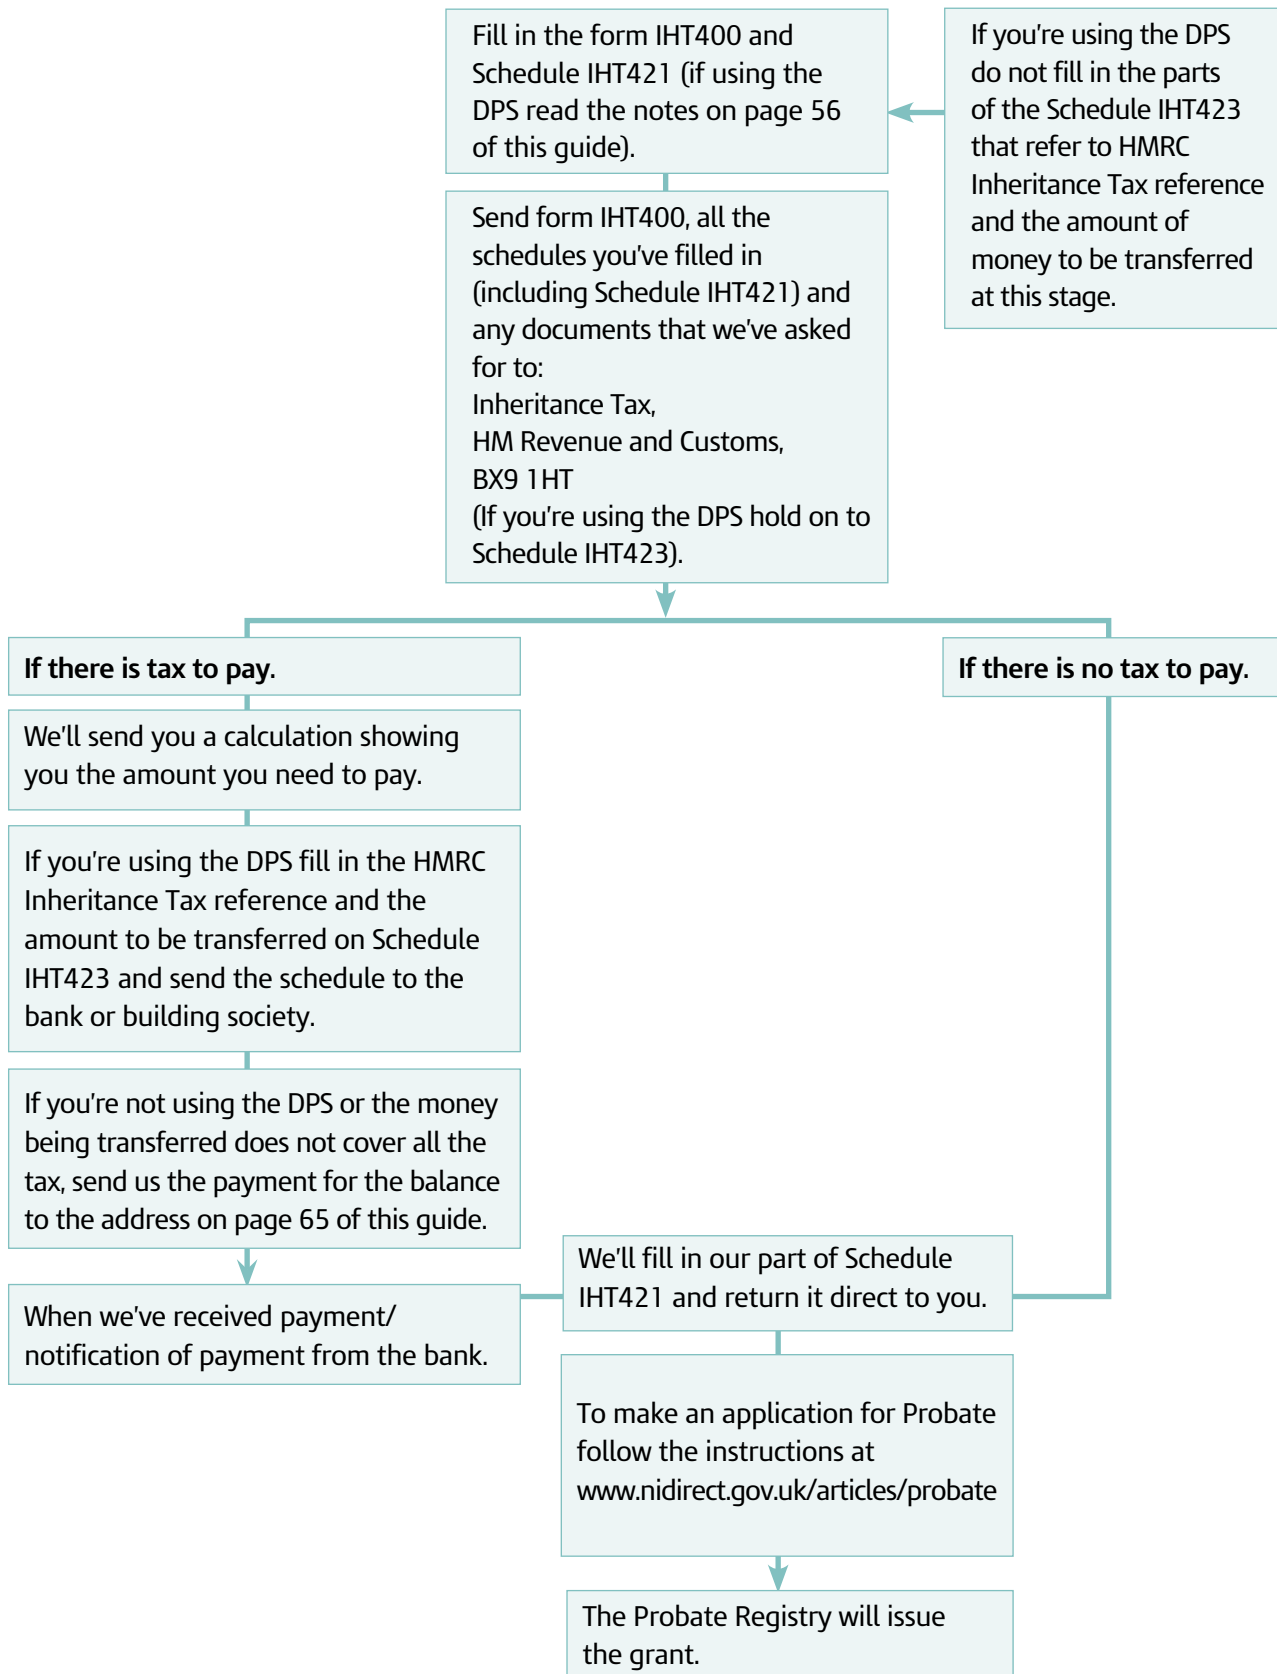 Fill in the form IHT400 and
Schedule IHT421 (if using the
DPS read the notes on page 56
of this guide).
If you're using the DPS
do not fill in the parts
of the Schedule IHT423
that refer to HMRC
Inheritance Tax reference
and the amount of
money to be transferred
at this stage.
Send form IHT400, all the
schedules you've filled in
(including Schedule IHT421) and
any documents that we've asked
for to:
Inheritance Tax,
HM Revenue and Customs,
BX9 1HT
(If you're using the DPS hold on to
Schedule IHT423).
If there is tax to pay.
We'll send you a calculation showing
you the amount you need to pay.
If you're using the DPS fill in the HMRC
Inheritance Tax reference and the
amount to be transferred on Schedule
IHT423 and send the schedule to the
bank or building society.
If you're not using the DPS or the money
being transferred does not cover all the
tax, send us the payment for the balance
to the address on page 65 of this guide.
When we've received payment/
notification of payment from the bank.
If there is no tax to pay.
We'll fill in our part of Schedule
IHT421 and return it direct to you.
To make an application for Probate
follow the instructions at
www.nidirect.gov.uk/articles/probate
The Probate Registry will issue
the grant.